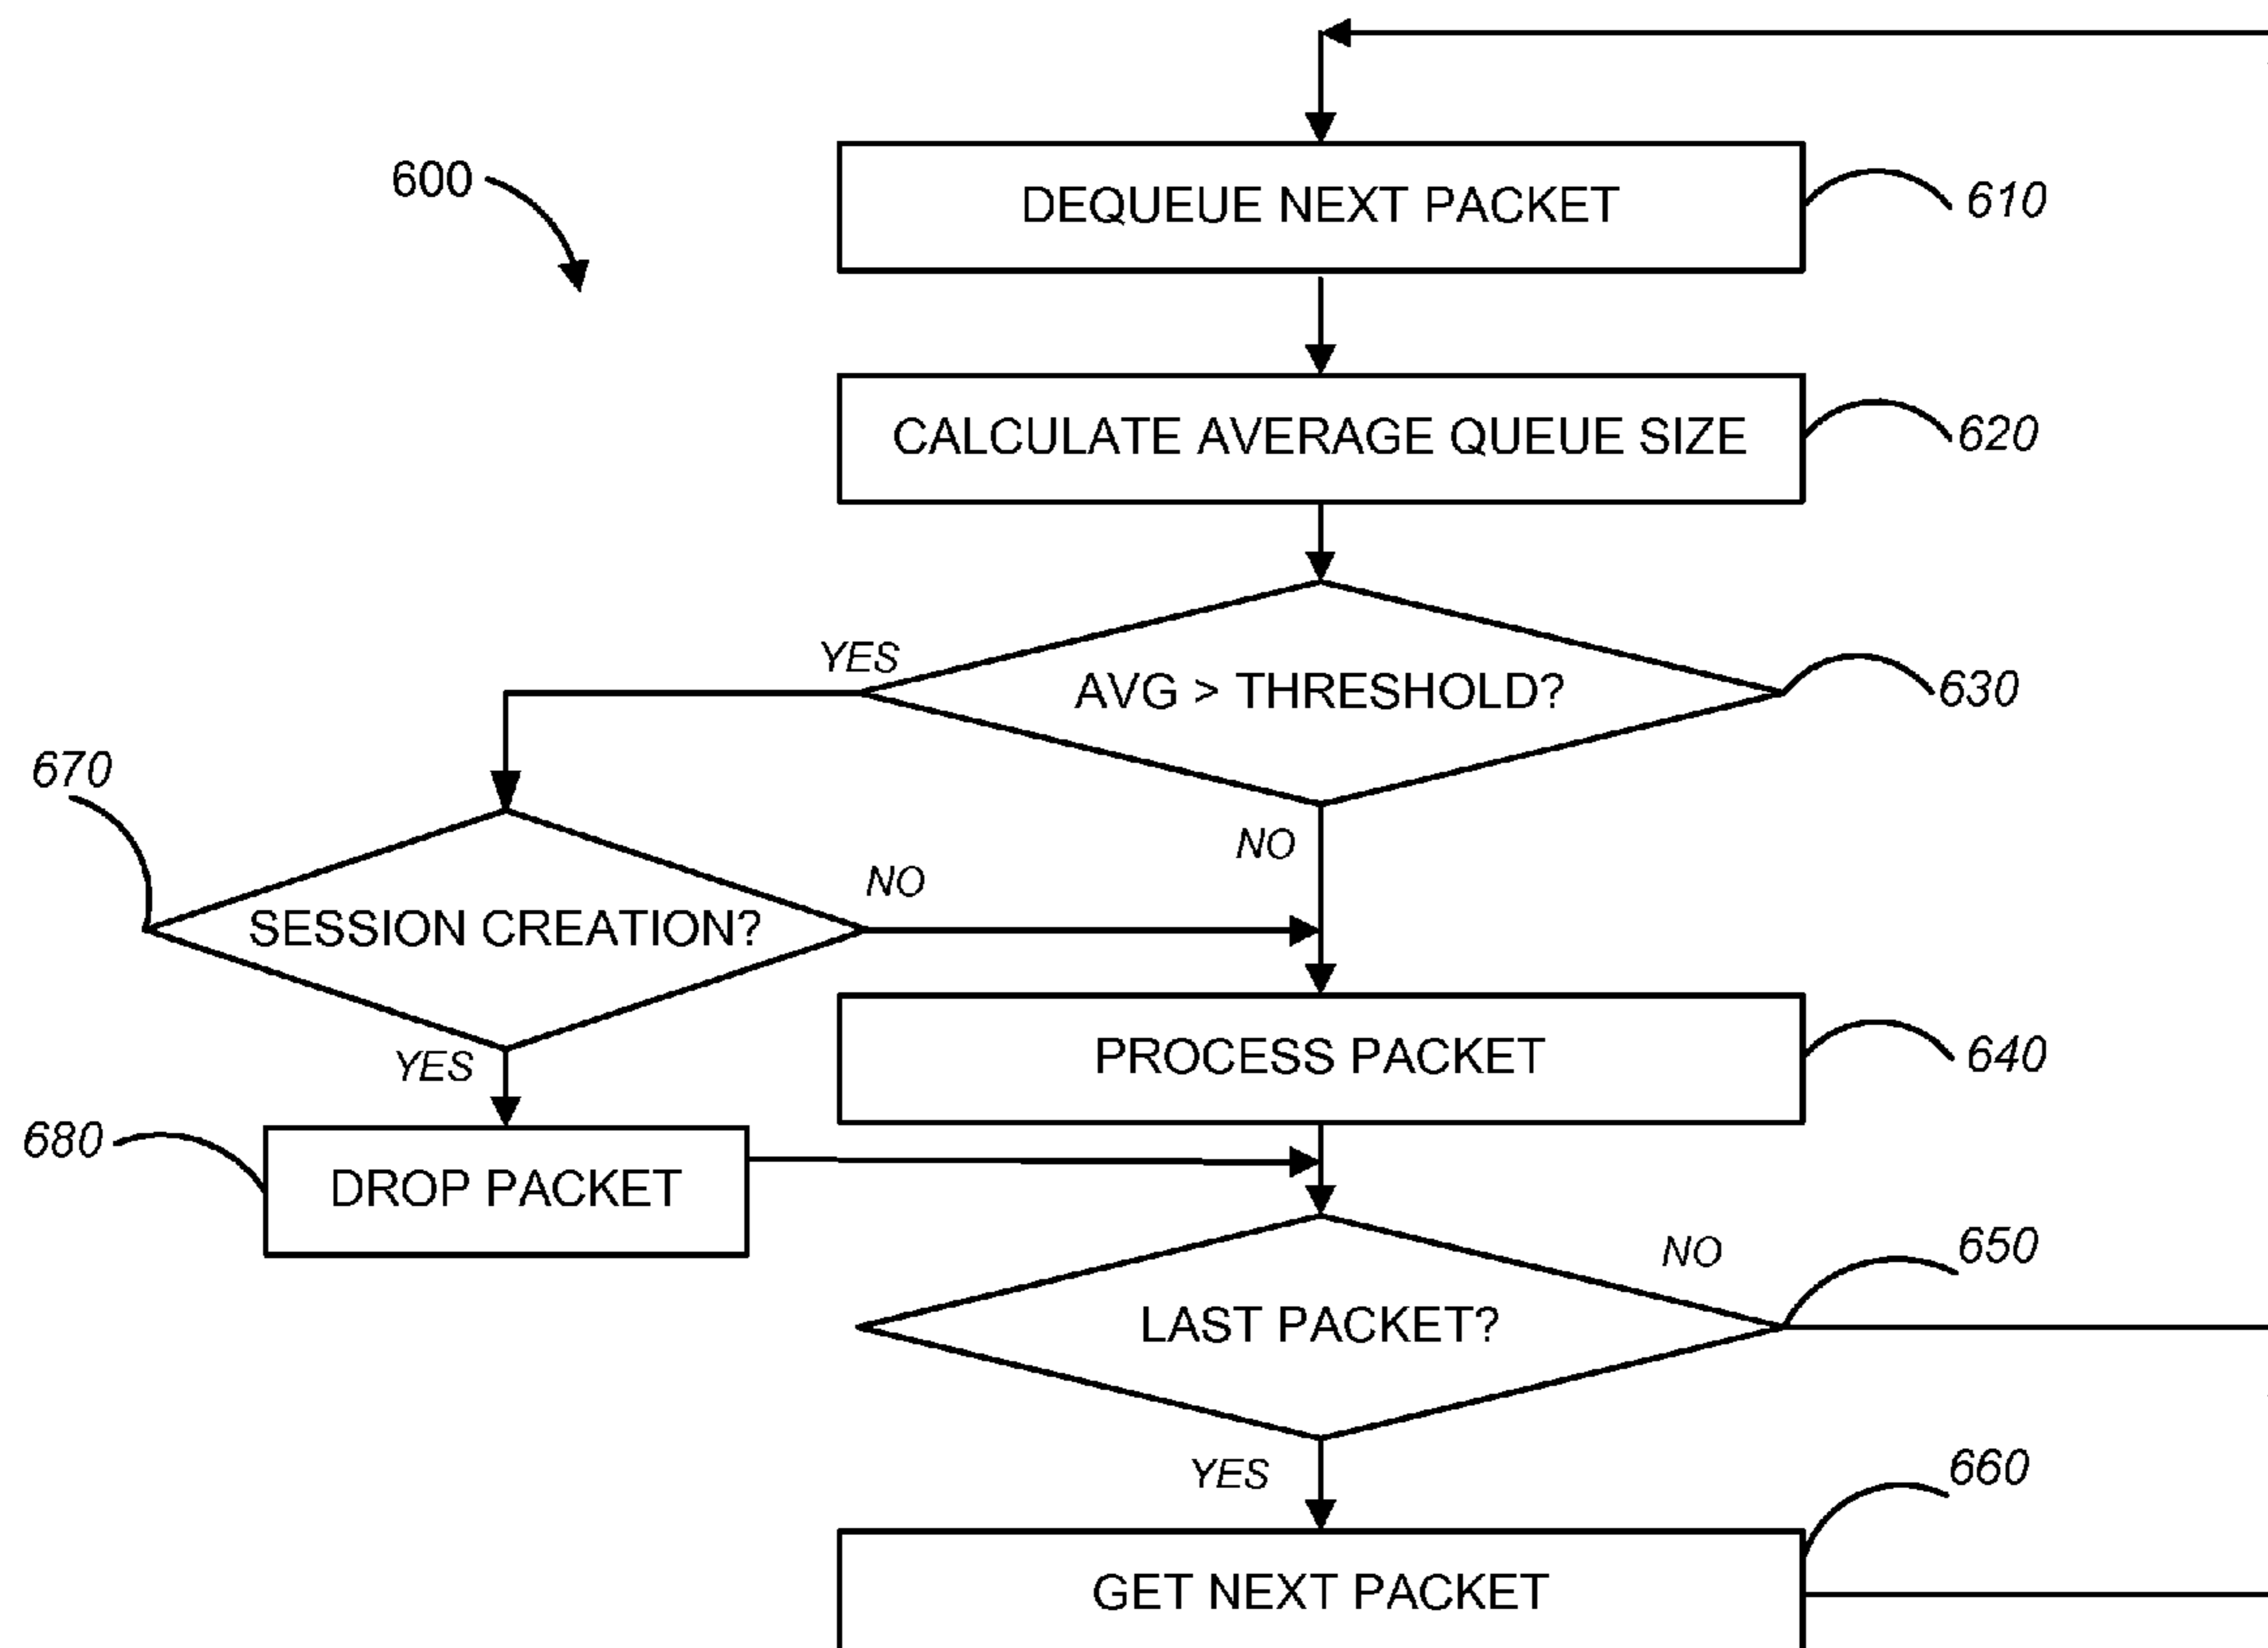 600
DEQUEUE NEXT PACKET
610
CALCULATE AVERAGE QUEUE SIZE
620
YES
AVG > THRESHOLD?
630
670
NO
NO
SESSION CREATION?
YES
PROCESS PACKET
640
680
DROP PACKET
NO
650
LAST PACKET?
YES
660
GET NEXT PACKET